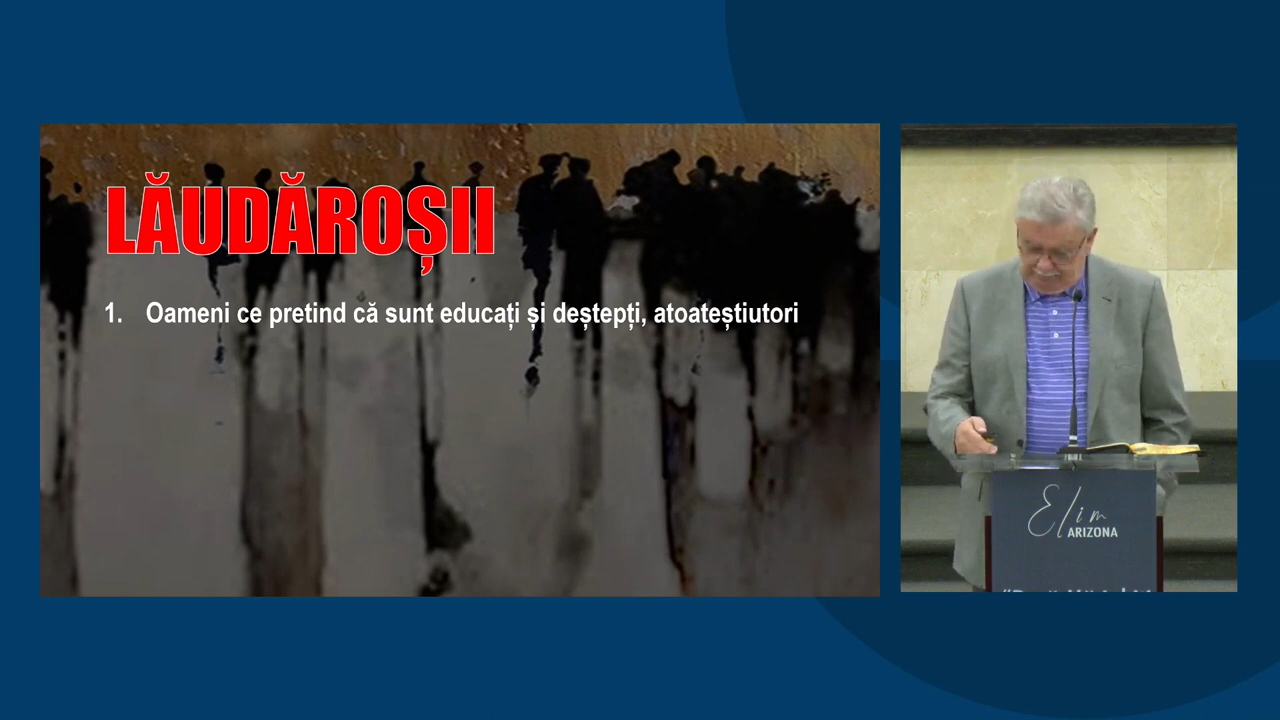 LĂUDĂROȘII
1. Oameni ce pretind că sunt educați și deștepți, atoateștiutori
Elim
ARIZONA